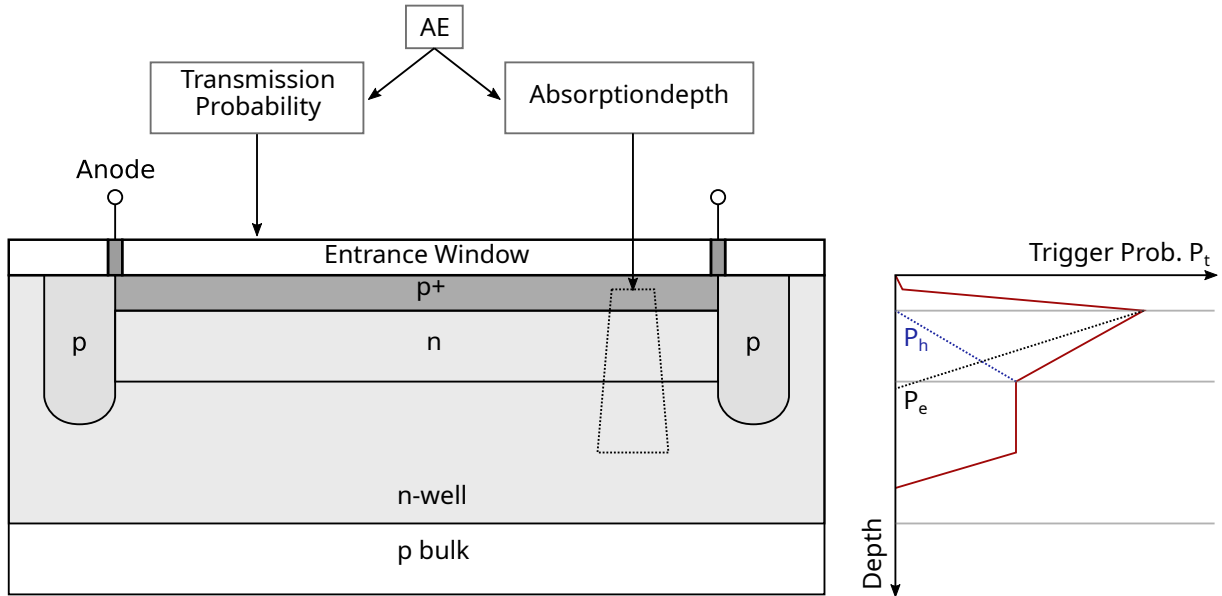 AE
Transmission
Probability
Absorptiondepth
Anode
Entrance Window
p+
p
n
p
n-well
p bulk
Trigger Prob. Pt
Ph
Pe
Depth